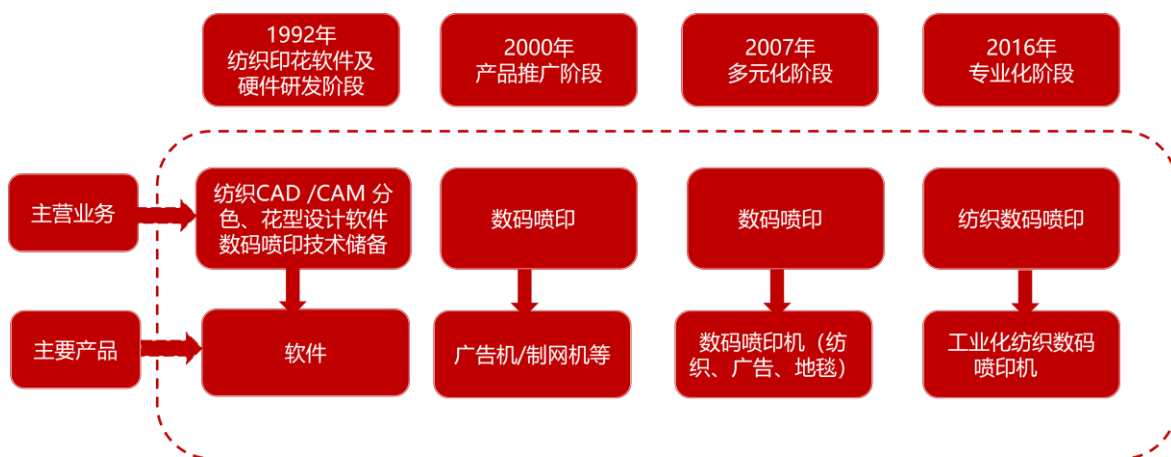 1992年
纺织印花软件及
硬件研发阶段
2000年
产品推广阶段
2007年
多元化阶段
2016年
专业化阶段
主营业务
纺织CAD /CAM 分
色、花型设计软件
数码喷印技术储备
数码喷印
数码喷印
纺织数码喷印
主要产品
软件
广告机/制网机等
数码喷印机（纺
织、广告、地毯）
工业化纺织数码
喷印机